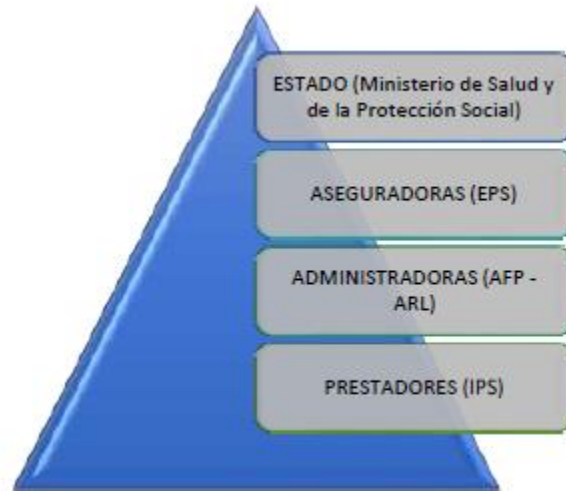 ESTADO (Ministerio de Salud y
de la Protección Social)
ASEGURADORAS (EPS)
ADMINISTRADORAS (AFP -
ARL)
PRESTADORES (IPS)